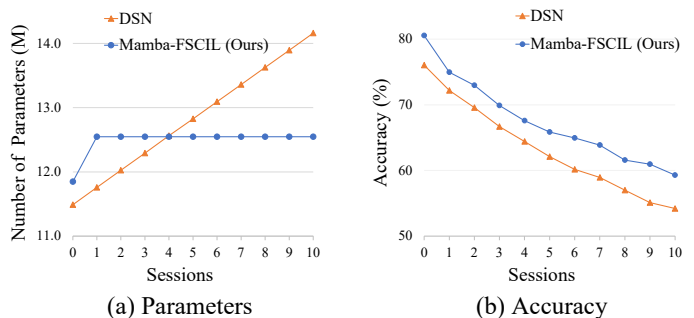 DSN
Mamba-FSCIL (Ours)
Number of Parameters (M)
14.0
13.0
12.0
11.0
0 1 2 3 4 5 6 7 8 9 10
Sessions
(a) Parameters
DSN
Mamba-FSCIL (Ours)
Accuracy (%)
80
70
60
50
0 1 2 3 4 5 6 7 8 9 10
Sessions
(b) Accuracy